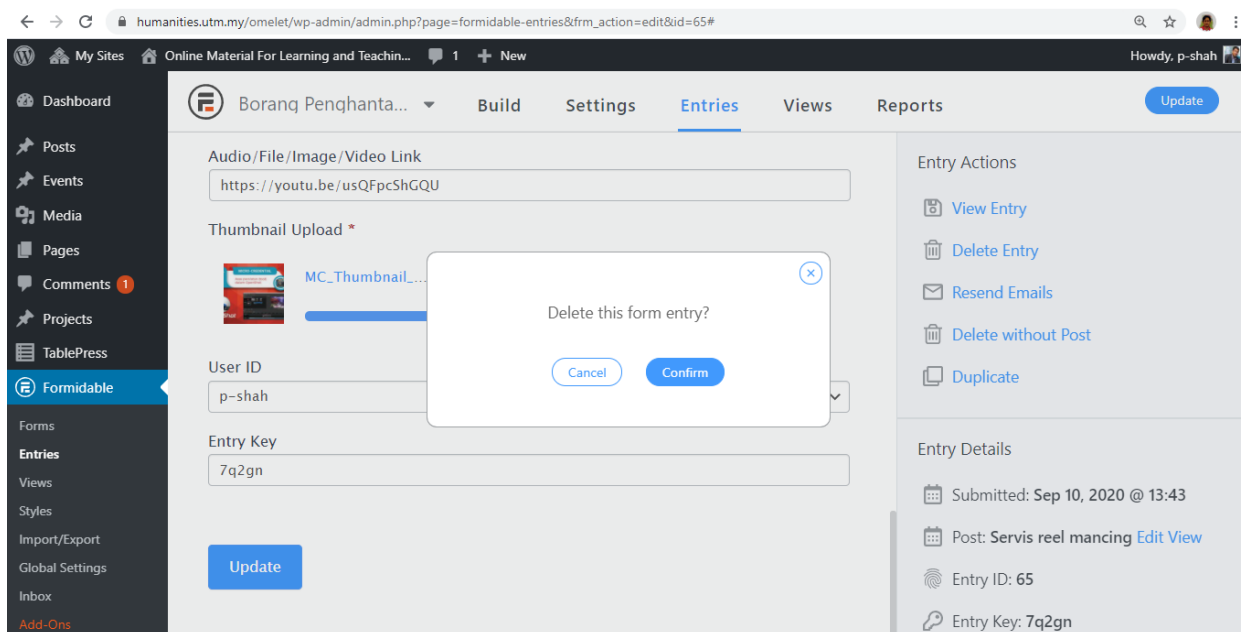 humanities.utm.my/omelet/wp-admin/admin.php?page=formidable-entries&frm_action=edit&id=65#
My Sites Online Material For Learning and Teachin... 1 + New Howdy, p-shah
Dashboard
Posts
Events
Media
Pages
Comments 1
Projects
TablePress
Formidable
Forms
Entries
Views
Styles
Import/Export
Global Settings
Inbox
Add-Ons
Borang Penghanta... Build Settings Entries Views Reports Update
Audio/File/Image/Video Link
https://youtu.be/usQFpcShGQU
Thumbnail Upload *
MC_Thumbnail_...
User ID
p-shah
Entry Key
7q2gn
Update
Delete this form entry?
Cancel Confirm
Entry Actions
View Entry
Delete Entry
Resend Emails
Delete without Post
Duplicate
Entry Details
Submitted: Sep 10, 2020 @ 13:43
Post: Servis reel mancing Edit View
Entry ID: 65
Entry Key: 7q2gn